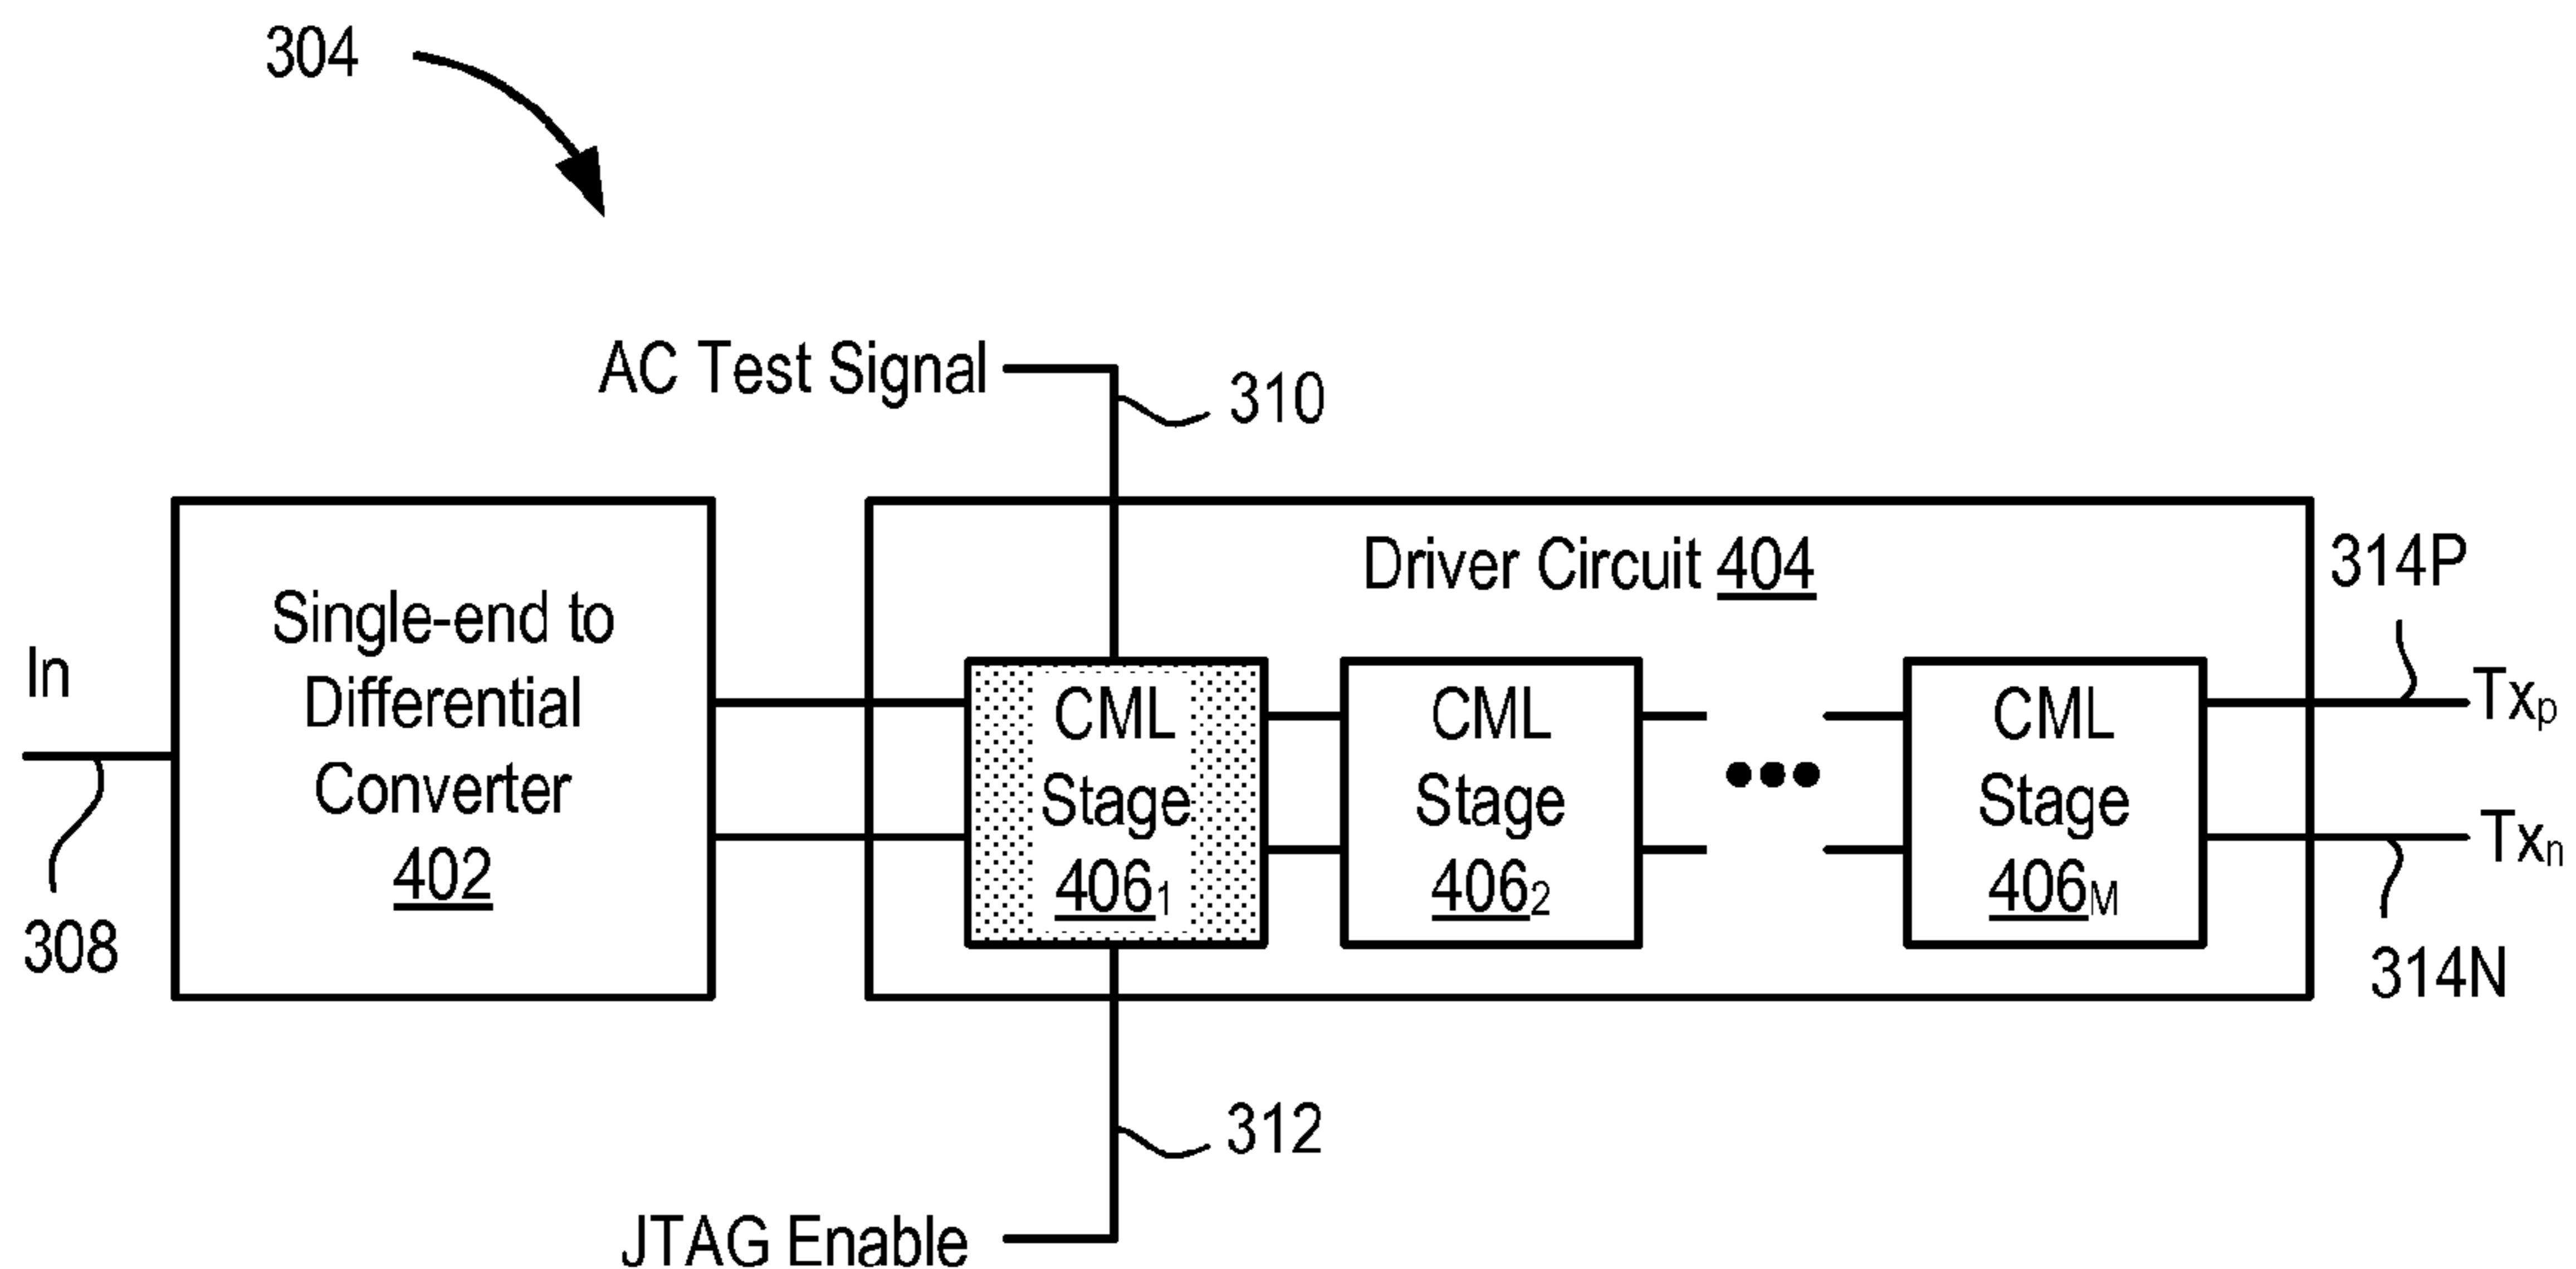 304
AC Test Signal
310
Driver Circuit 404
314P
In
Single-end to
Differential
Converter
402
CML
Stage
406₁
CML
Stage
406₂
CML
Stage
406M
Txp
Txn
308
314N
312
JTAG Enable